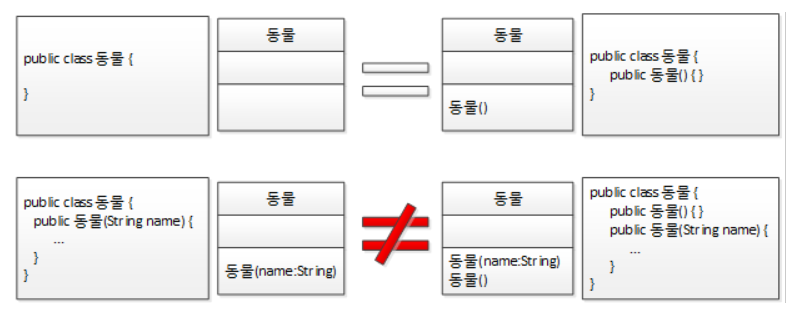 public class 동물 {
}
동물
동물
동물()
public class 동물 {
public 동물() { }
}
public class 동물 {
public 동물(String name) {
...
}
}
동물
동물(name:String)
동물
동물(name:String)
동물()
public class 동물 {
public 동물() { }
public 동물(String name) {
...
}
}